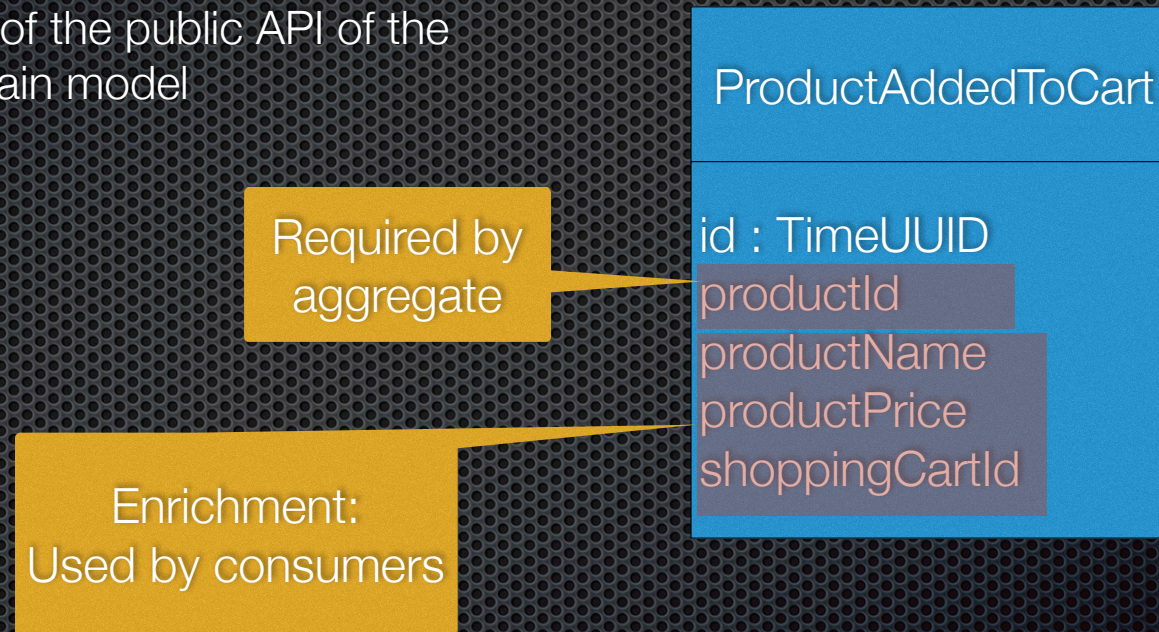 of the public API of the
ain model
ProductAddedToCart
Required by
aggregate
id : TimeUUID
productId
productName
productPrice
shoppingCartId
Enrichment:
Used by consumers